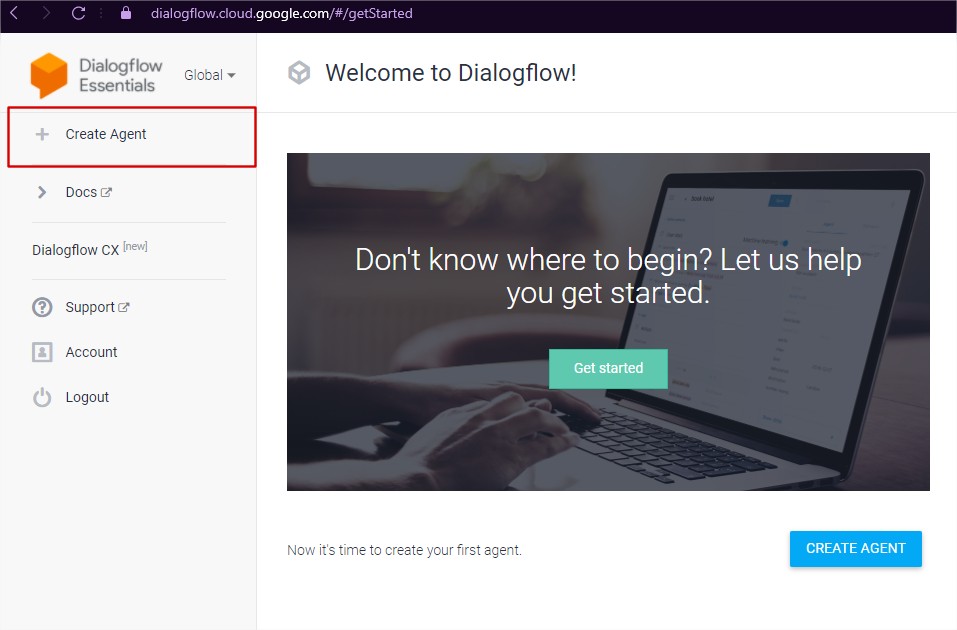 dialogflow.cloud.google.com/#/getStarted
Dialogflow
Essentials
Global
Welcome to Dialogflow!
Create Agent
Docs
Dialogflow CX [new]
Support
Account
Logout
Don't know where to begin? Let us help
you get started.
Get started
Now it's time to create your first agent.
CREATE AGENT